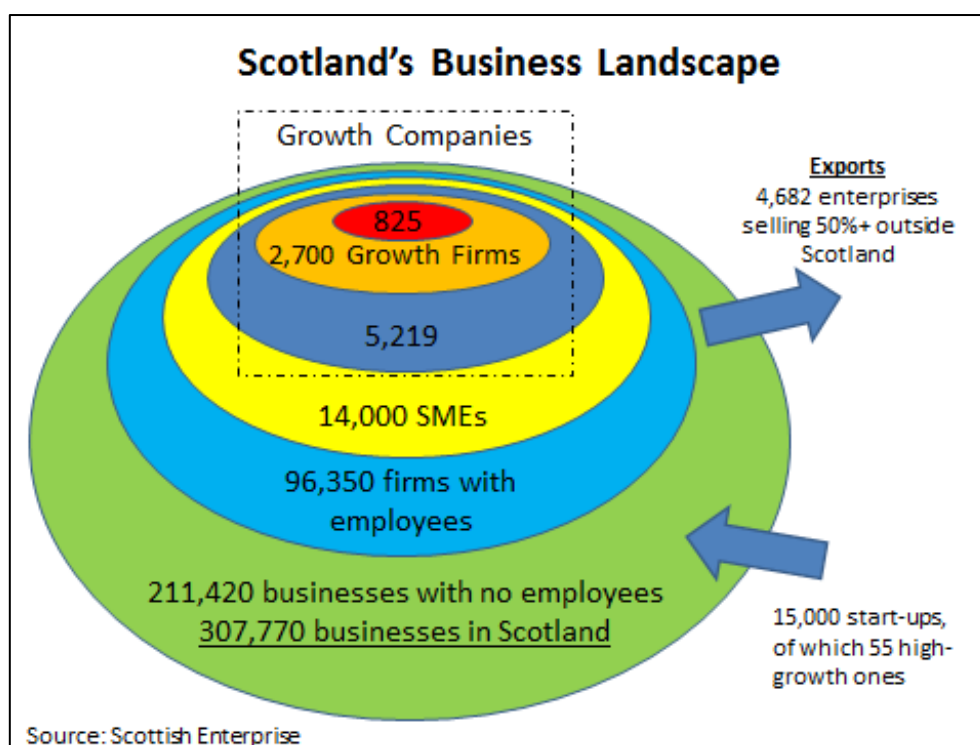 Scotland's Business Landscape
Growth Companies
825
2,700 Growth Firms
5,219
14,000 SMEs
96,350 firms with
employees
211,420 businesses with no employees
307,770 businesses in Scotland
Exports
4,682 enterprises
selling 50%+ outside
Scotland
15,000 start-ups,
of which 55 high-
growth ones
Source: Scottish Enterprise